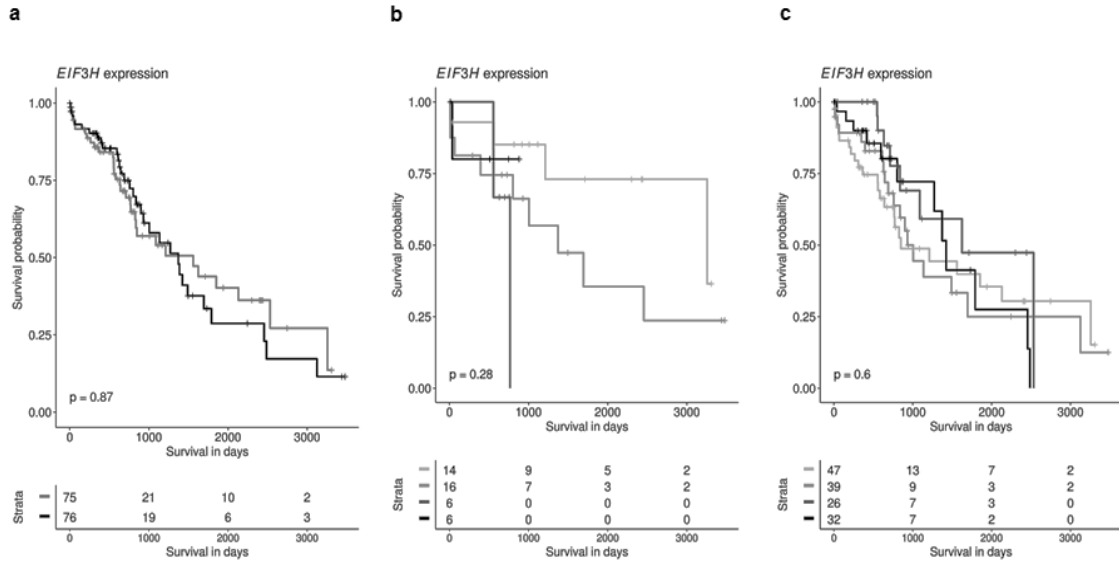 a
b
c
EIF3H expression
EIF3H expression
EIF3H expression
Survival probability
1.00
0.75
0.50
0.25
0.00
p = 0.87
0 1000 2000 3000
Survival in days
Survival probability
1.00
0.75
0.50
0.25
0.00
p = 0.28
0 1000 2000 3000
Survival in days
Survival probability
1.00
0.75
0.50
0.25
0.00
p = 0.6
0 1000 2000 3000
Survival in days
Strata
75 21 10 2
76 19 6 3
0 1000 2000 3000
Survival in days
Strata
14 9 5 2
16 7 3 2
6 0 0 0
6 0 0 0
0 1000 2000 3000
Survival in days
Strata
47 13 7 2
39 9 3 2
26 7 3 0
32 7 2 0
0 1000 2000 3000
Survival in days